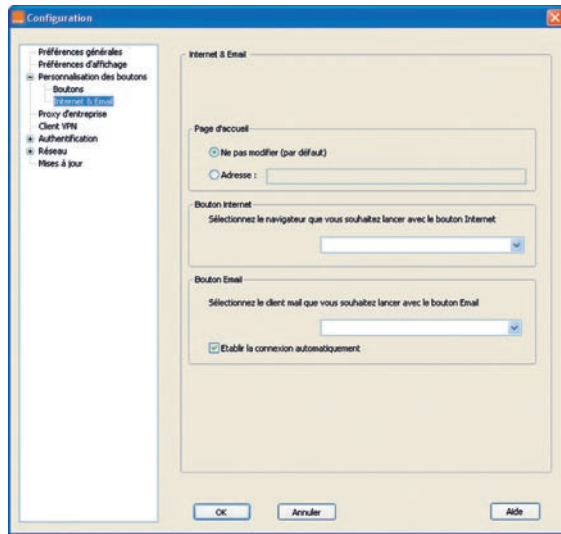 Configuration
Préférences générales
Préférences d'affichage
Personnalisation des boutons
Boutons
Internet & Email
Proxy d'entreprise
Client VPN
Authentification
Réseau
Mises à jour
Internet & Email
Page d'accueil
Ne pas modifier (par défaut)
Adresse :
Bouton Internet
Sélectionnez le navigateur que vous souhaitez lancer avec le bouton Internet
Bouton Email
Sélectionnez le client mail que vous souhaitez lancer avec le bouton Email
Etablir la connexion automatiquement
OK
Annuler
Aide